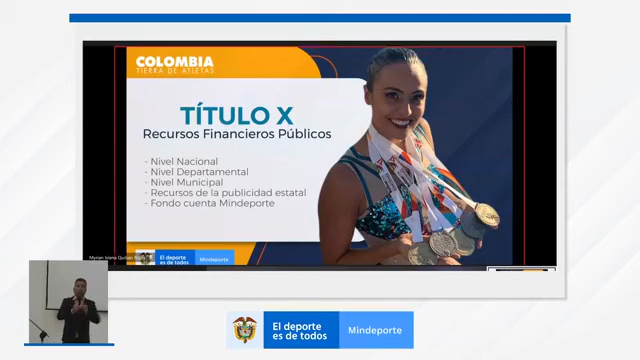 COLOMBIA
TIERRA DE ATLETAS
TÍTULO X
Recursos Financieros Públicos
- Nivel Nacional
- Nivel Departamental
- Nivel Municipal
- Recursos de la publicidad estatal
- Fondo cuenta Mindeporte
El deporte
es de todos
Mindeporte
El deporte
es de todos
Mindeporte